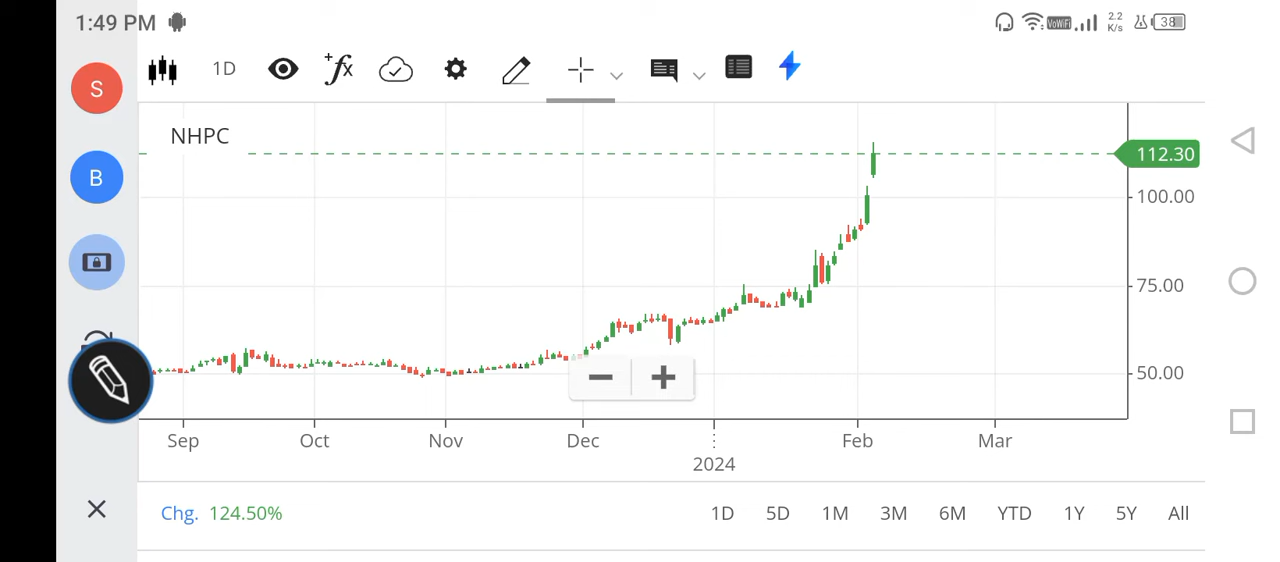 1:49 PM VoWiFi 2.2 K/s 38
S 1D
NHPC
112.30
B
100.00
75.00
50.00
Sep Oct Nov Dec Feb Mar
2024
Chg. 124.50% 1D 5D 1M 3M 6M YTD 1Y 5Y All